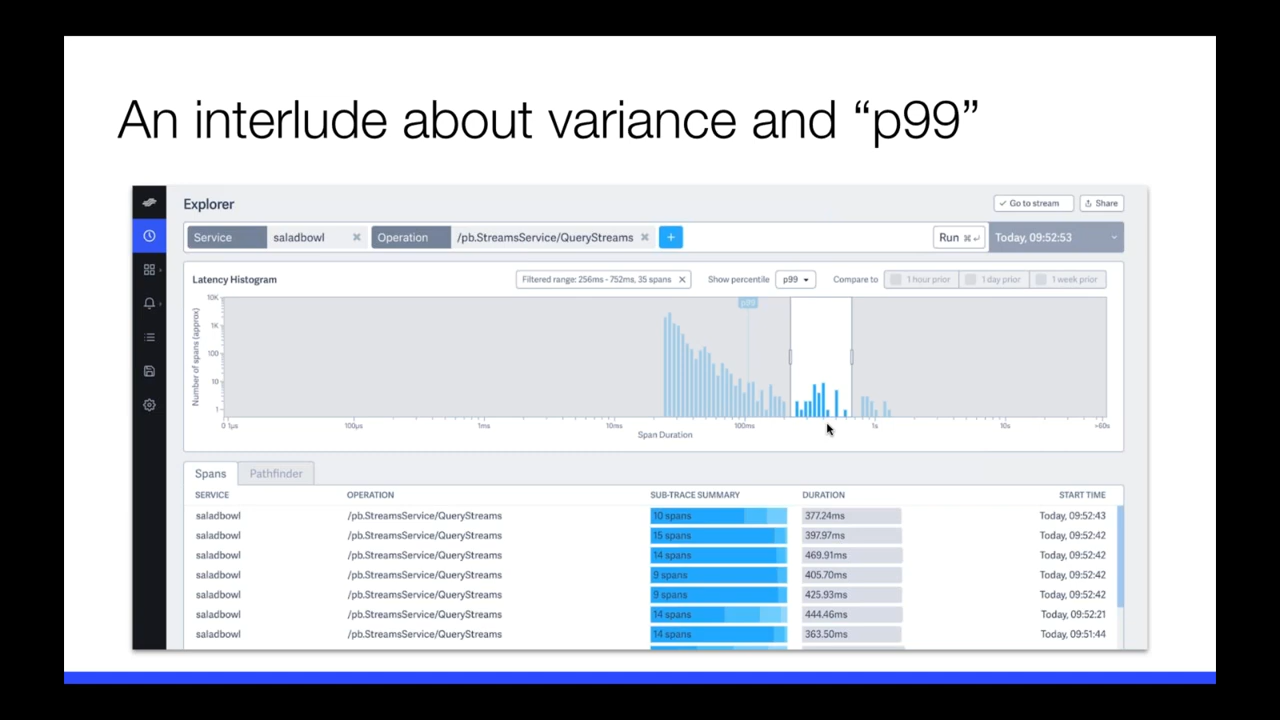 An interlude about variance and “p99”
Explorer
Go to stream
Share
Service saladbowl Operation /pb.StreamsService/QueryStreams + Run ⌘↵ Today, 09:52:53
Latency Histogram Filtered range: 256ms - 752ms, 35 spans Show percentile p99 Compare to 1 hour prior 1 day prior 1 week prior
Number of spans (approx)
10K
1K
100
10
1
p99
0 1µs 100µs 1ms 10ms 100ms 1s 10s >60s
Span Duration
Spans Pathfinder
SERVICE OPERATION SUB-TRACE SUMMARY DURATION START TIME
saladbowl /pb.StreamsService/QueryStreams 10 spans 377.24ms Today, 09:52:43
saladbowl /pb.StreamsService/QueryStreams 15 spans 397.97ms Today, 09:52:42
saladbowl /pb.StreamsService/QueryStreams 14 spans 469.91ms Today, 09:52:42
saladbowl /pb.StreamsService/QueryStreams 9 spans 405.70ms Today, 09:52:42
saladbowl /pb.StreamsService/QueryStreams 9 spans 425.93ms Today, 09:52:42
saladbowl /pb.StreamsService/QueryStreams 14 spans 444.46ms Today, 09:52:21
saladbowl /pb.StreamsService/QueryStreams 14 spans 363.50ms Today, 09:51:44